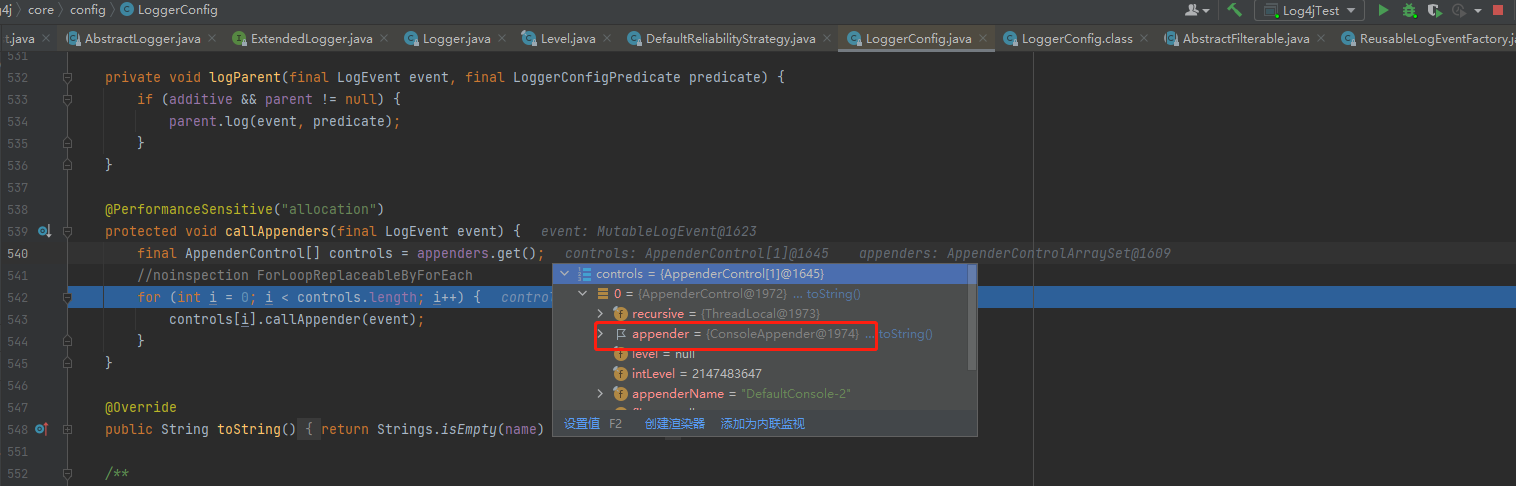 g4j core config LoggerConfig Log4jTest
t.java AbstractLogger.java ExtendedLogger.java Logger.java Level.java DefaultReliabilityStrategy.java LoggerConfig.java LoggerConfig.class AbstractFilterable.java ReusableLogEventFactory.ja
531
532 private void logParent(final LogEvent event, final LoggerConfigPredicate predicate) {
533 if (additive && parent != null) {
534 parent.log(event, predicate);
535 }
536 }
537
538 @PerformanceSensitive("allocation")
539 protected void callAppenders(final LogEvent event) { event: MutableLogEvent@1623
540 final AppenderControl[] controls = appenders.get(); controls: AppenderControl[1]@1645 appenders: AppenderControlArraySet@1609
541 //noinspection ForLoopReplaceableByForEach
controls = {AppenderControl[1]@1645}
542 for (int i = 0; i < controls.length; i++) { contro
0 = {AppenderControl@1972} ... toString()
543 controls[i].callAppender(event);
recursive = {ThreadLocal@1973}
544 }
appender = {ConsoleAppender@1974} ... toString()
545 }
level = null
intLevel = 2147483647
546
appenderName = "DefaultConsole-2"
547 @Override
设置值 F2 创建渲染器 添加为内联监视
548 public String toString() { return Strings.isEmpty(name)
551
552 /**